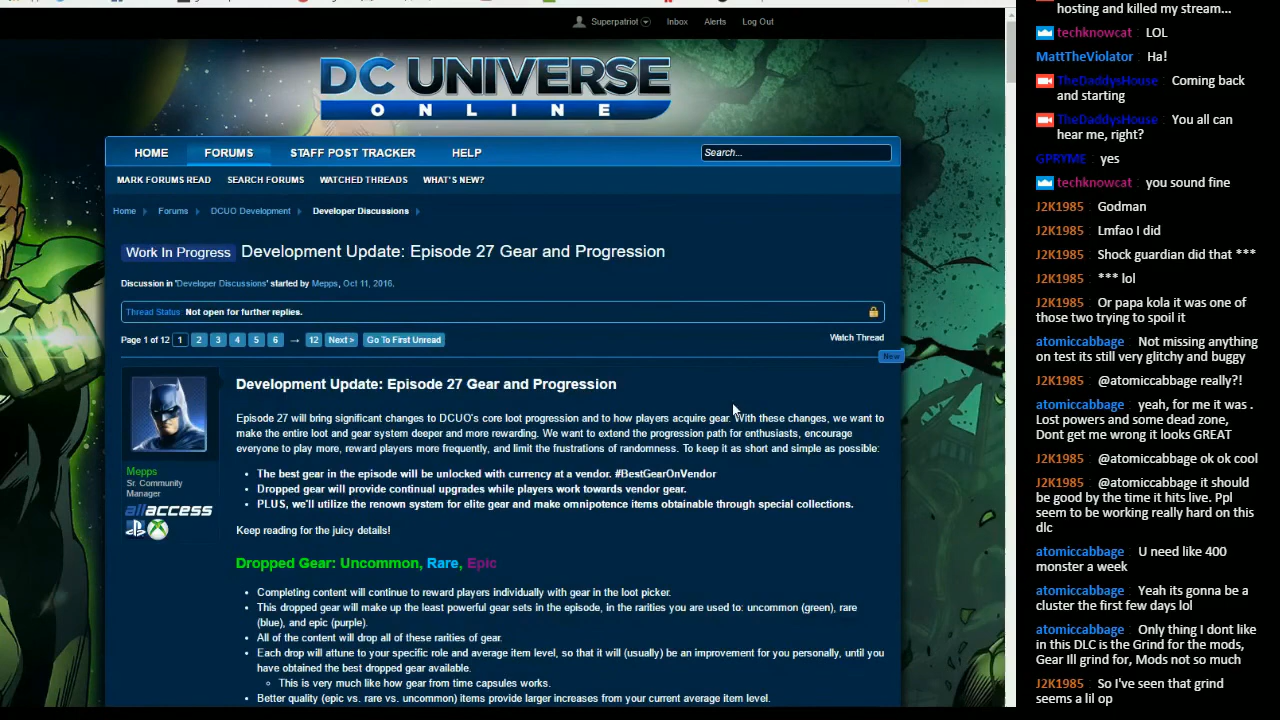 Superpatriot
Inbox
Alerts
Log Out
DC UNIVERSE
ONLINE
HOME
FORUMS
STAFF POST TRACKER
HELP
Search...
MARK FORUMS READ
SEARCH FORUMS
WATCHED THREADS
WHAT'S NEW?
Home
Forums
DCUO Development
Developer Discussions
Work In Progress Development Update: Episode 27 Gear and Progression
Discussion in 'Developer Discussions' started by Mepps, Oct 11, 2016.
Thread Status: Not open for further replies.
Page 1 of 12 1 2 3 4 5 6 → 12 Next > Go To First Unread
Watch Thread
New
Mepps
Sr. Community
Manager
allaccess
Development Update: Episode 27 Gear and Progression
Episode 27 will bring significant changes to DCUO's core loot progression and to how players acquire gear. With these changes, we want to
make the entire loot and gear system deeper and more rewarding. We want to extend the progression path for enthusiasts, encourage
everyone to play more, reward players more frequently, and limit the frustrations of randomness. To keep it as short and simple as possible:
• The best gear in the episode will be unlocked with currency at a vendor. #BestGearOnVendor
• Dropped gear will provide continual upgrades while players work towards vendor gear.
• PLUS, we'll utilize the renown system for elite gear and make omnipotence items obtainable through special collections.
Keep reading for the juicy details!
Dropped Gear: Uncommon, Rare, Epic
• Completing content will continue to reward players individually with gear in the loot picker.
• This dropped gear will make up the least powerful gear sets in the episode, in the rarities you are used to: uncommon (green), rare
(blue), and epic (purple).
• All of the content will drop all of these rarities of gear.
• Each drop will attune to your specific role and average item level, so that it will (usually) be an improvement for you personally, until you
have obtained the best dropped gear available.
◦ This is very much like how gear from time capsules works.
• Better quality (epic vs. rare vs. uncommon) items provide larger increases from your current average item level.
hosting and killed my stream...
techknowcat : LOL
MattTheViolator : Ha!
TheDaddysHouse : Coming back
and starting
TheDaddysHouse : You all can
hear me, right?
GPRYME : yes
techknowcat : you sound fine
J2K1985 : Godman
J2K1985 : Lmfao I did
J2K1985 : Shock guardian did that ***
J2K1985 : *** lol
J2K1985 : Or papa kola it was one of
those two trying to spoil it
atomiccabbage : Not missing anything
on test its still very glitchy and buggy
J2K1985 : @atomiccabbage really?!
atomiccabbage : yeah, for me it was .
Lost powers and some dead zone,
Dont get me wrong it looks GREAT
J2K1985 : @atomiccabbage ok ok cool
J2K1985 : @atomiccabbage it should
be good by the time it hits live. Ppl
seem to be working really hard on this
dlc
atomiccabbage : U need like 400
monster a week
atomiccabbage : Yeah its gonna be a
cluster the first few days lol
atomiccabbage : Only thing I dont like
in this DLC is the Grind for the mods,
Gear Ill grind for, Mods not so much
J2K1985 : So I've seen that grind
seems a lil op